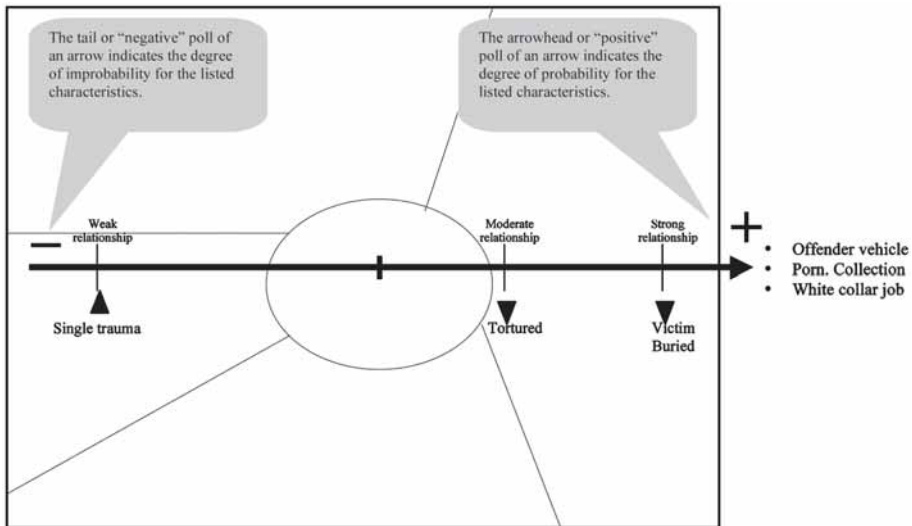 The tail or “negative” poll of
an arrow indicates the degree
of improbability for the listed
characteristics.
The arrowhead or “positive”
poll of an arrow indicates the
degree of probability for the
listed characteristics.
Weak
relationship
Moderate
relationship
Strong
relationship
−
+
• Offender vehicle
• Porn. Collection
• White collar job
Single trauma
Tortured
Victim
Buried